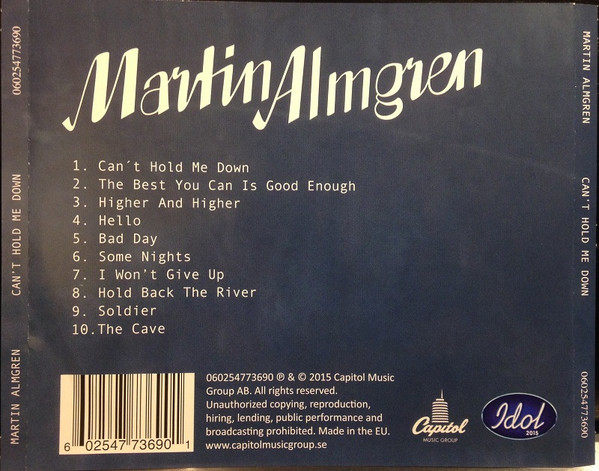 Martin Almgren
1. Can´t Hold Me Down
2. The Best You Can Is Good Enough
3. Higher And Higher
4. Hello
5. Bad Day
6. Some Nights
7. I Won't Give Up
8. Hold Back The River
9. Soldier
10.The Cave
6 02547 73690 1
060254773690 ℗ & © 2015 Capitol Music
Group AB. All rights reserved.
Unauthorized copying, reproduction,
hiring, lending, public performance and
broadcasting prohibited. Made in the EU.
www.capitolmusicgroup.se
Capitol
MUSIC GROUP
Idol
2015
MARTIN ALMGREN CAN'T HOLD ME DOWN 060254773690
MARTIN ALMGREN CAN'T HOLD ME DOWN 060254773690